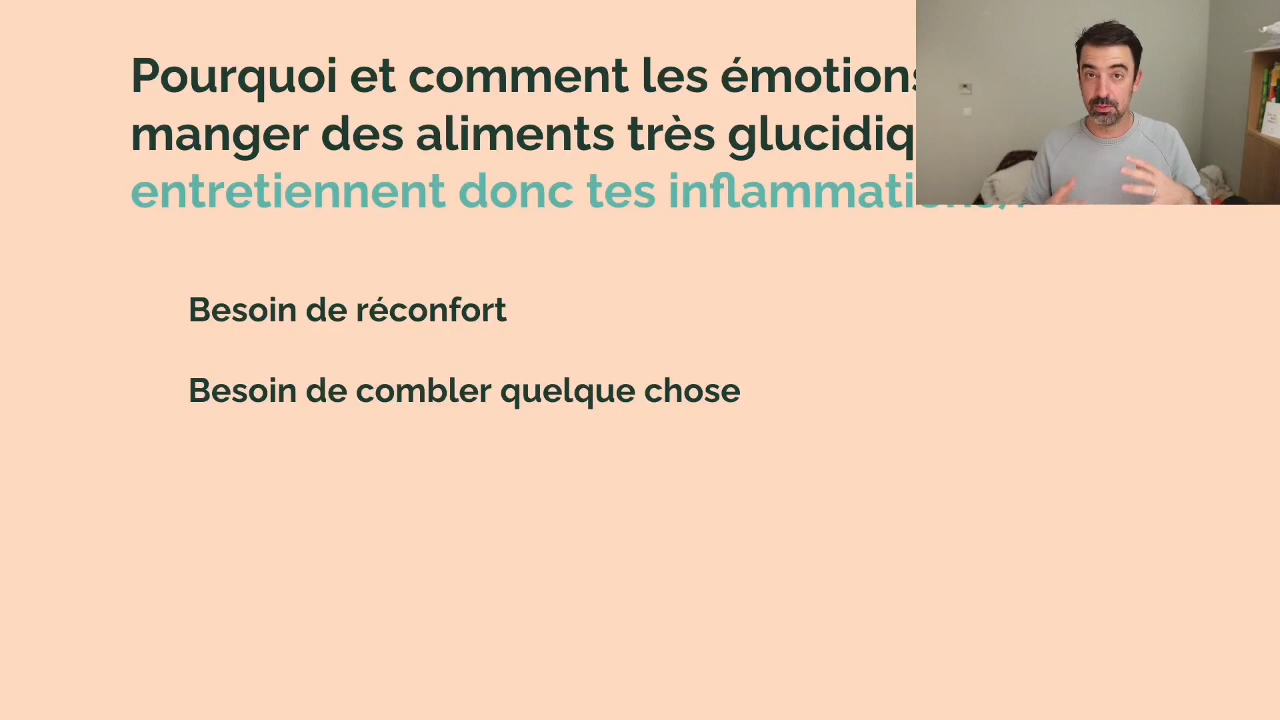 Pourquoi et comment les émotions
manger des aliments très
entretiennent donc tes
Besoin de réconfort
Besoin de combler quelque chose